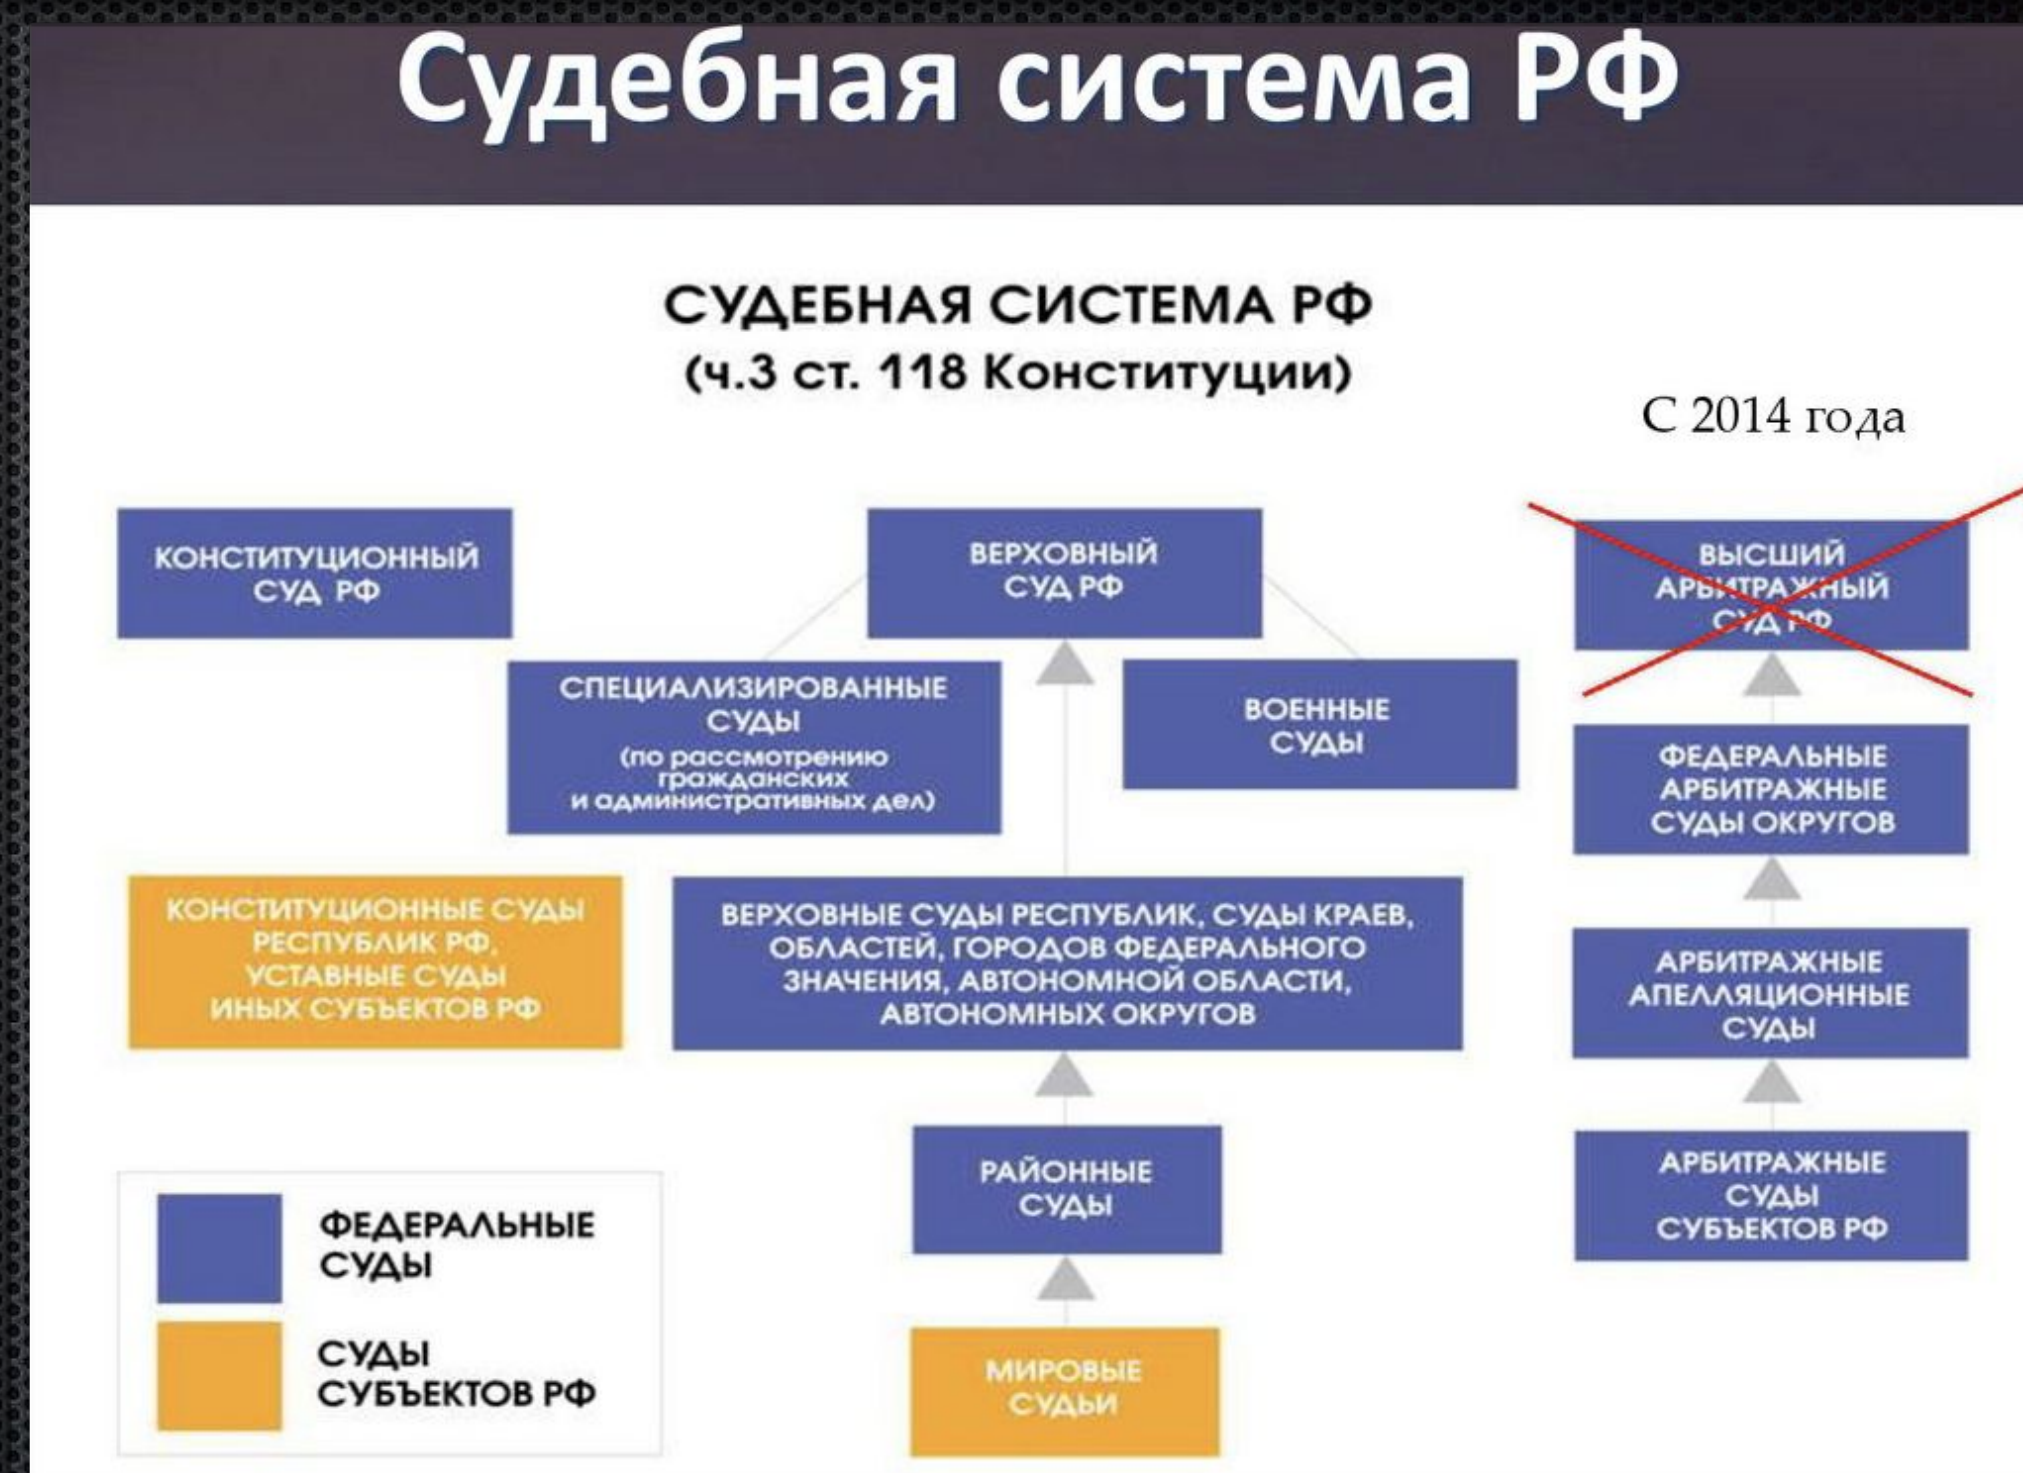 Судебная система РФ
СУДЕБНАЯ СИСТЕМА РФ
(ч.3 ст. 118 Конституции)
С 2014 года
КОНСТИТУЦИОННЫЙ
СУД РФ
ВЕРХОВНЫЙ
СУД РФ
ВЫСШИЙ
АРБИТРАЖНЫЙ
СУД РФ
СПЕЦИАЛИЗИРОВАННЫЕ
СУДЫ
(по рассмотрению
гражданских
и административных дел)
ВОЕННЫЕ
СУДЫ
ФЕДЕРАЛЬНЫЕ
АРБИТРАЖНЫЕ
СУДЫ ОКРУГОВ
КОНСТИТУЦИОННЫЕ СУДЫ
РЕСПУБЛИК РФ,
УСТАВНЫЕ СУДЫ
ИНЫХ СУБЪЕКТОВ РФ
ВЕРХОВНЫЕ СУДЫ РЕСПУБЛИК, СУДЫ КРАЕВ,
ОБЛАСТЕЙ, ГОРОДОВ ФЕДЕРАЛЬНОГО
ЗНАЧЕНИЯ, АВТОНОМНОЙ ОБЛАСТИ,
АВТОНОМНЫХ ОКРУГОВ
АРБИТРАЖНЫЕ
АПЕЛЛЯЦИОННЫЕ
СУДЫ
РАЙОННЫЕ
СУДЫ
АРБИТРАЖНЫЕ
СУДЫ
СУБЪЕКТОВ РФ
ФЕДЕРАЛЬНЫЕ
СУДЫ
СУДЫ
СУБЪЕКТОВ РФ
МИРОВЫЕ
СУДЬИ